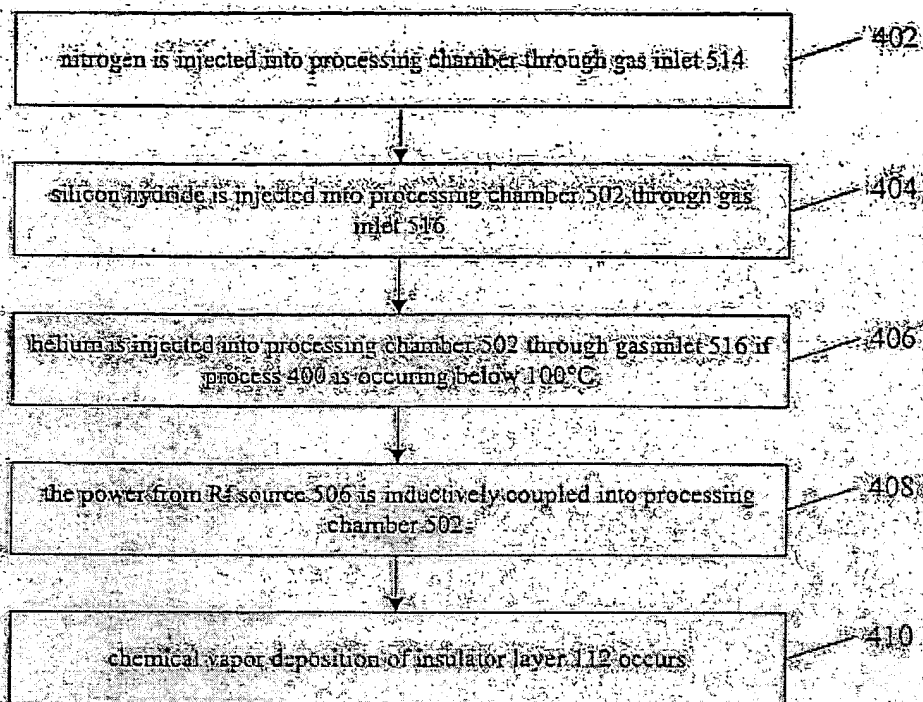 nitrogen is injected into processing chamber through gas inlet 514
402
silicon hydride is injected into processing chamber 502 through gas
inlet 516
404
helium is injected into processing chamber 502 through gas inlet 516 if
process 400 is occuring below 100°C
406
the power from Rf source 506 is inductively coupled into processing
chamber 502
408
chemical vapor deposition of insulator layer 112 occurs
410